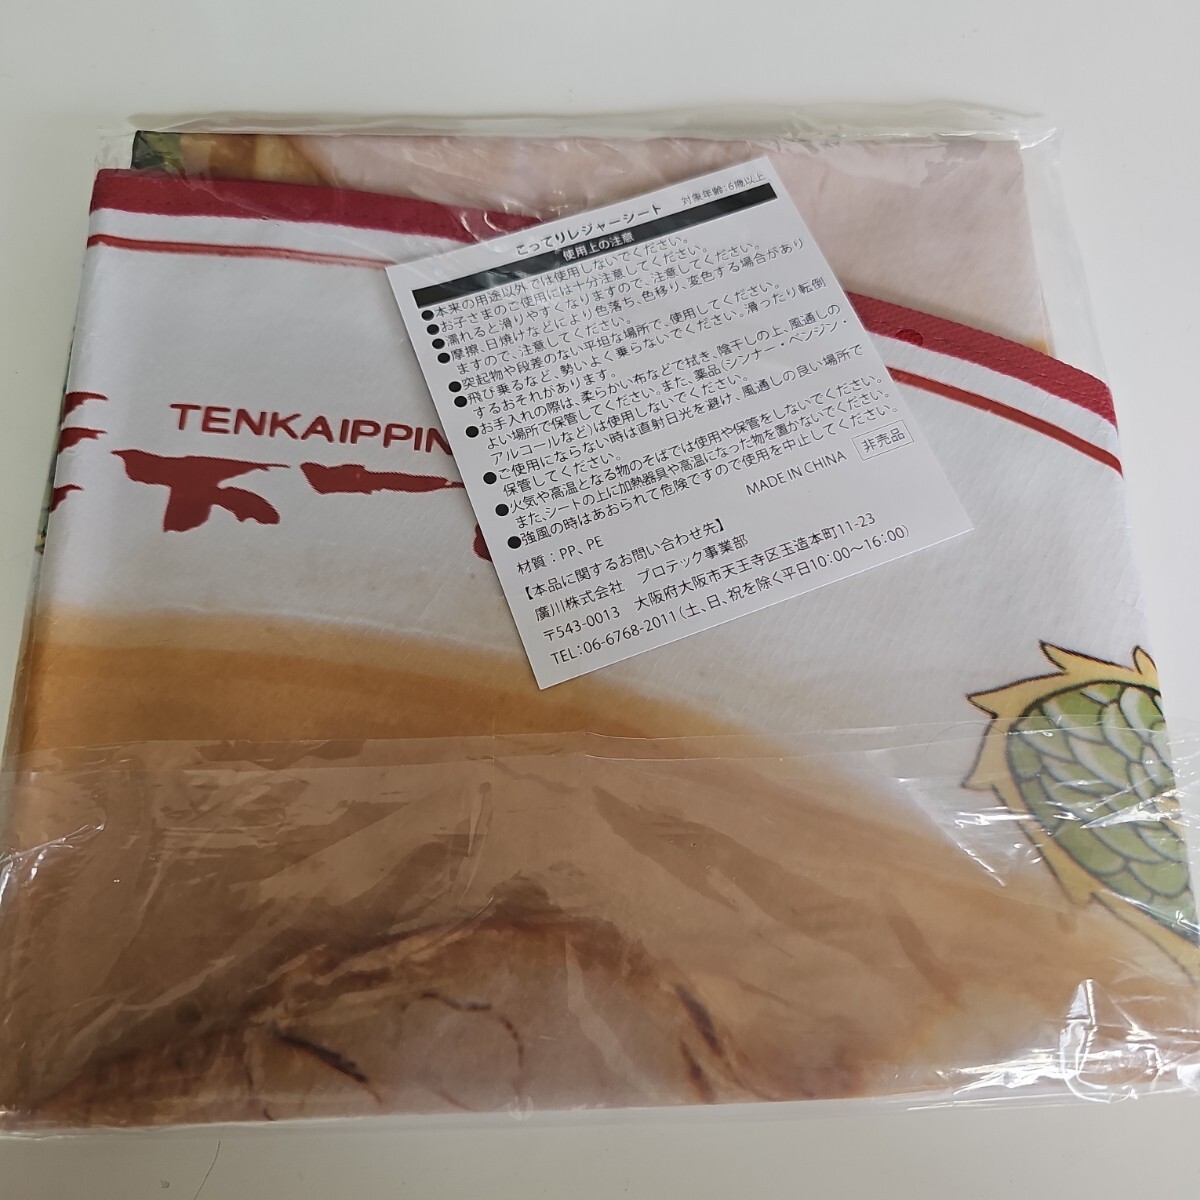 こってりレジャーシート 対象年齢:6歳以上
使用上の注意
●本来の用途以外では使用しないでください。
●お子さまのご使用には十分注意してください。
●濡れると滑りやすくなりますので、注意してください。
●摩擦、日焼けなどにより色落ち、色移り、変色する場合があり
ますので、注意してください。
●突起物や段差のない平坦な場所で、使用してください。
●飛び乗るなど、勢いよく乗らないでください。滑ったり転倒
するおそれがあります。
●お手入れの際は、柔らかい布などで拭き、陰干しの上、風通しの
よい場所で保管してください。また、薬品(シンナー・ベンジン・
アルコールなど)は使用しないでください。
●ご使用にならない時は直射日光を避け、風通しの良い場所で
保管してください。
●火気や高温となる物のそばでは使用や保管をしないでください。
また、シートの上に加熱器具や高温になった物を置かないでください。
●強風の時はあおられて危険ですので使用を中止してください。
材質:PP、PE MADE IN CHINA 非売品
【本品に関するお問い合わせ先】
廣川株式会社 プロテック事業部
〒543-0013 大阪府大阪市天王寺区玉造本町11-23
TEL:06-6768-2011(土、日、祝を除く平日10:00〜16:00)
TENKAIPPIN
天一